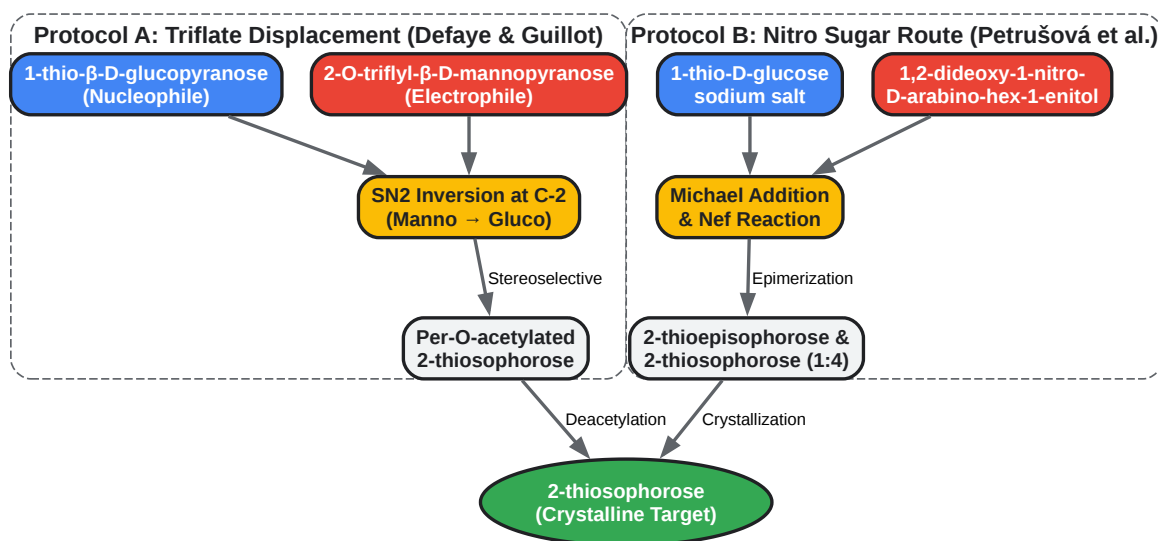 Protocol A: Triflate Displacement (Defaye & Guillot)
1-thio-β-D-glucopyranose
(Nucleophile)
2-O-triflyl-β-D-mannopyranose
(Electrophile)
SN2 Inversion at C-2
(Manno → Gluco)
Stereoselective
Per-O-acetylated
2-thiosophorose
Deacetylation
Protocol B: Nitro Sugar Route (Petrušová et al.)
1-thio-D-glucose
sodium salt
1,2-dideoxy-1-nitro-
D-arabino-hex-1-enitol
Michael Addition
& Nef Reaction
Epimerization
2-thioepisophorose &
2-thiosophorose (1:4)
Crystallization
2-thiosophorose
(Crystalline Target)